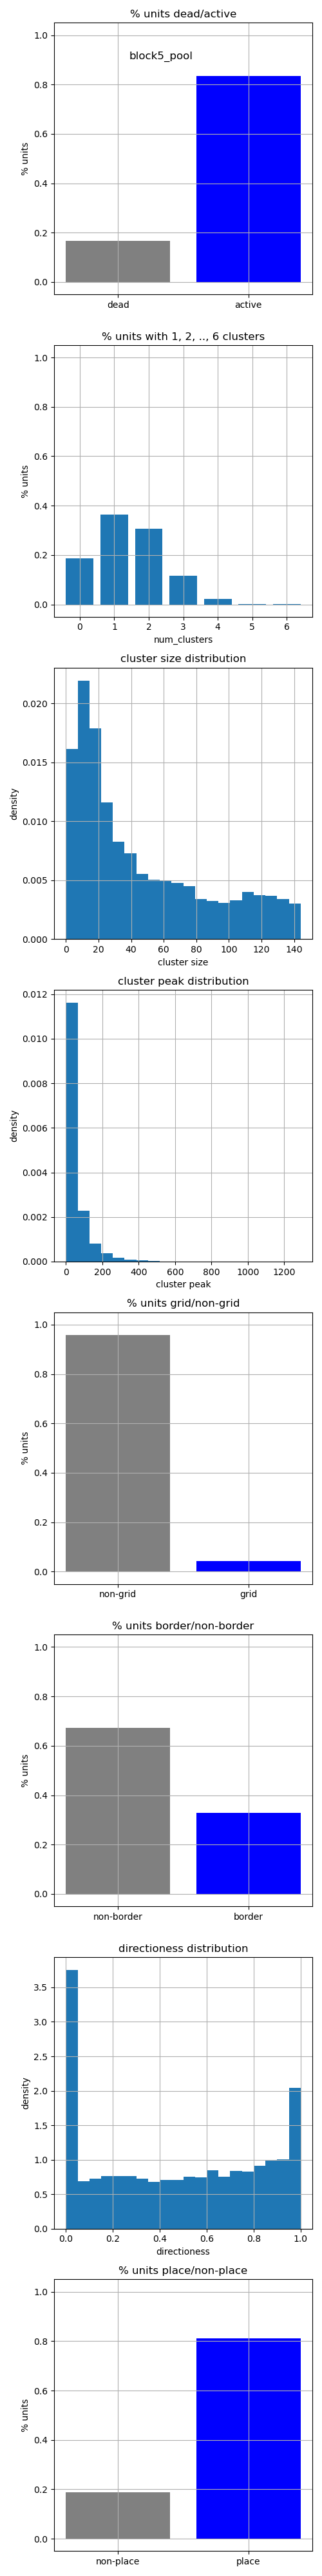 % units dead/active
1.0
block5_pool
0.8
0.6
% units
0.4
0.2
0.0
dead active
% units with 1, 2, .., 6 clusters
1.0
0.8
0.6
% units
0.4
0.2
0.0
0 1 2 3 4 5 6
num_clusters
cluster size distribution
0.020
0.015
density
0.010
0.005
0.000
0 20 40 60 80 100 120 140
cluster size
cluster peak distribution
0.012
0.010
0.008
density
0.006
0.004
0.002
0.000
0 200 400 600 800 1000 1200
cluster peak
% units grid/non-grid
1.0
0.8
0.6
% units
0.4
0.2
0.0
non-grid grid
% units border/non-border
1.0
0.8
0.6
% units
0.4
0.2
0.0
non-border border
directioness distribution
3.5
3.0
2.5
density
2.0
1.5
1.0
0.5
0.0
0.0 0.2 0.4 0.6 0.8 1.0
directioness
% units place/non-place
1.0
0.8
0.6
% units
0.4
0.2
0.0
non-place place